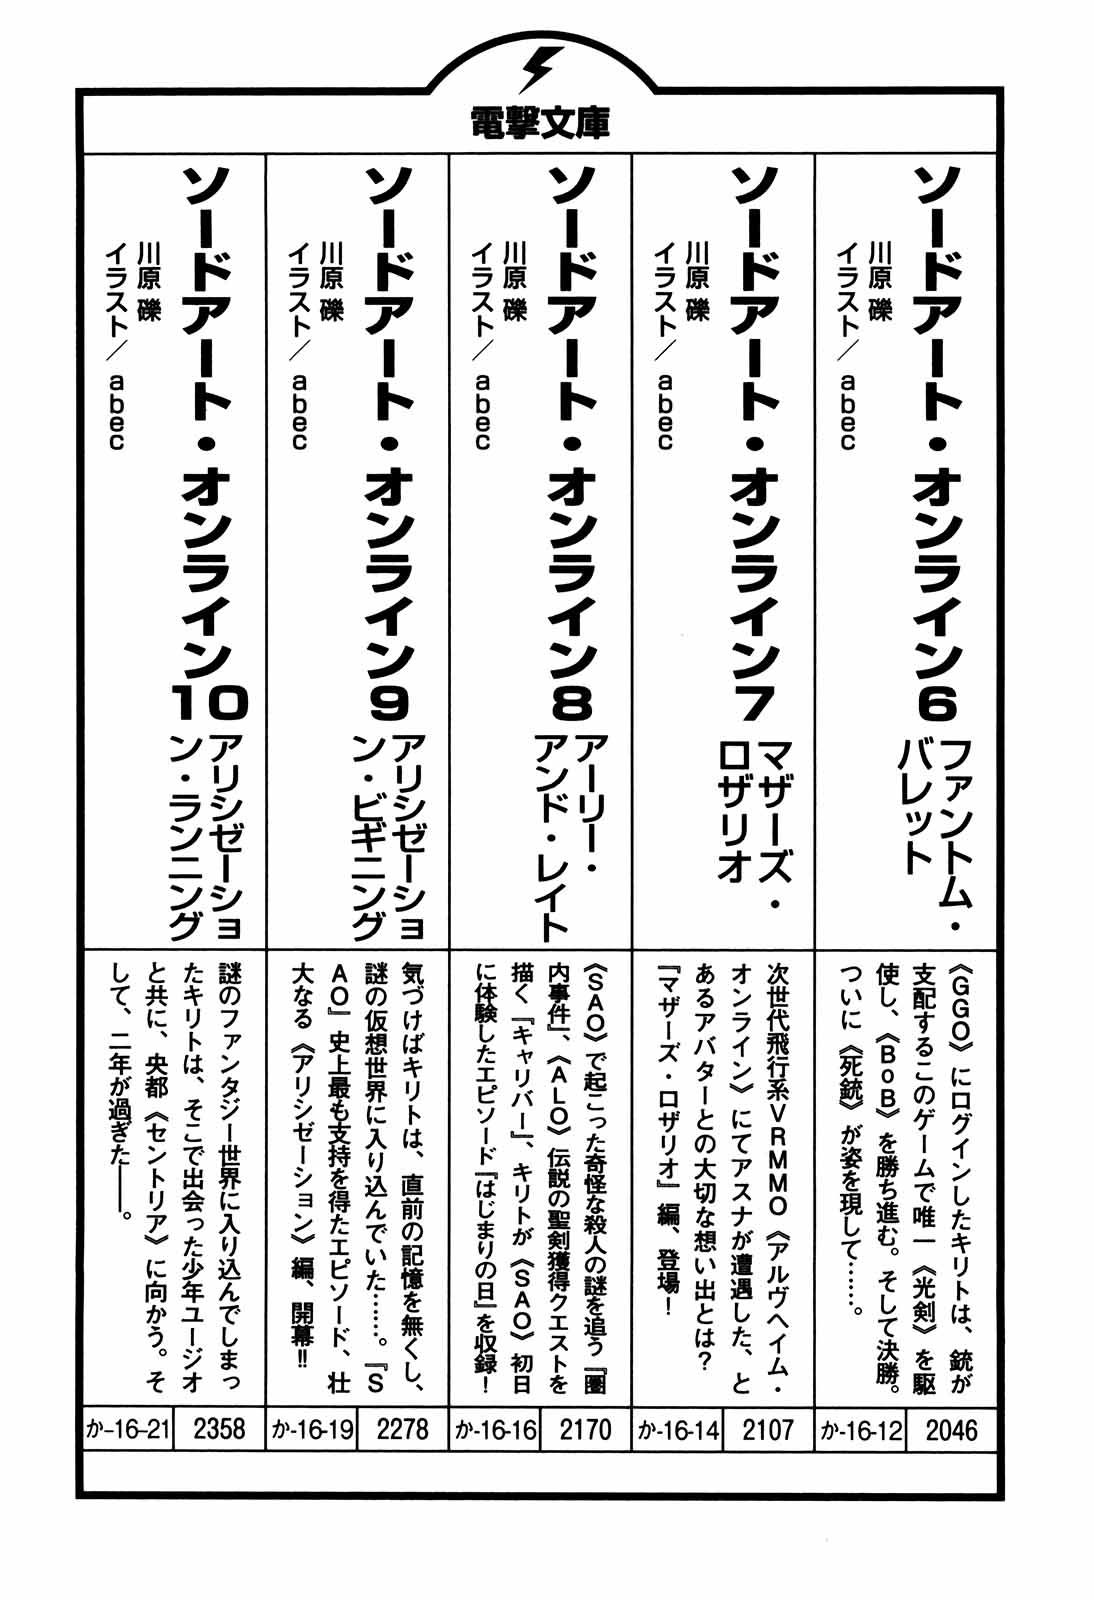 電撃文庫
ソードアート・オンライン6
ファントム・
バレット
川原 礫
イラスト／abec
《GGO》にログインしたキリトは、銃が
支配するこのゲームで唯一《光剣》を駆
使し、《BoB》を勝ち進む。そして決勝。
ついに《死銃》が姿を現して……。
か-16-12
2046
ソードアート・オンライン7
マザーズ・
ロザリオ
川原 礫
イラスト／abec
次世代飛行系VRMMO《アルヴヘイム・
オンライン》にてアスナが遭遇した、と
あるアバターとの大切な想い出とは？
『マザーズ・ロザリオ』編、登場！
か-16-14
2107
ソードアート・オンライン8
アーリー・
アンド・レイト
川原 礫
イラスト／abec
《SAO》で起こった奇怪な殺人の謎を追う『圏
内事件』、《ALO》伝説の聖剣獲得クエストを
描く『キャリバー』、キリトが《SAO》初日
に体験したエピソード『はじまりの日』を収録！
か-16-16
2170
ソードアート・オンライン9
アリシゼーショ
ン・ビギニング
川原 礫
イラスト／abec
気づけばキリトは、直前の記憶を無くし、
謎の仮想世界に入り込んでいた……。『S
AO』史上最も支持を得たエピソード、壮
大なる《アリシゼーション》編、開幕!!
か-16-19
2278
ソードアート・オンライン10
アリシゼーショ
ン・ランニング
川原 礫
イラスト／abec
謎のファンタジー世界に入り込んでしまっ
たキリトは、そこで出会った少年ユージオ
と共に、央都《セントリア》に向かう。そ
して、二年が過ぎた――。
か-16-21
2358